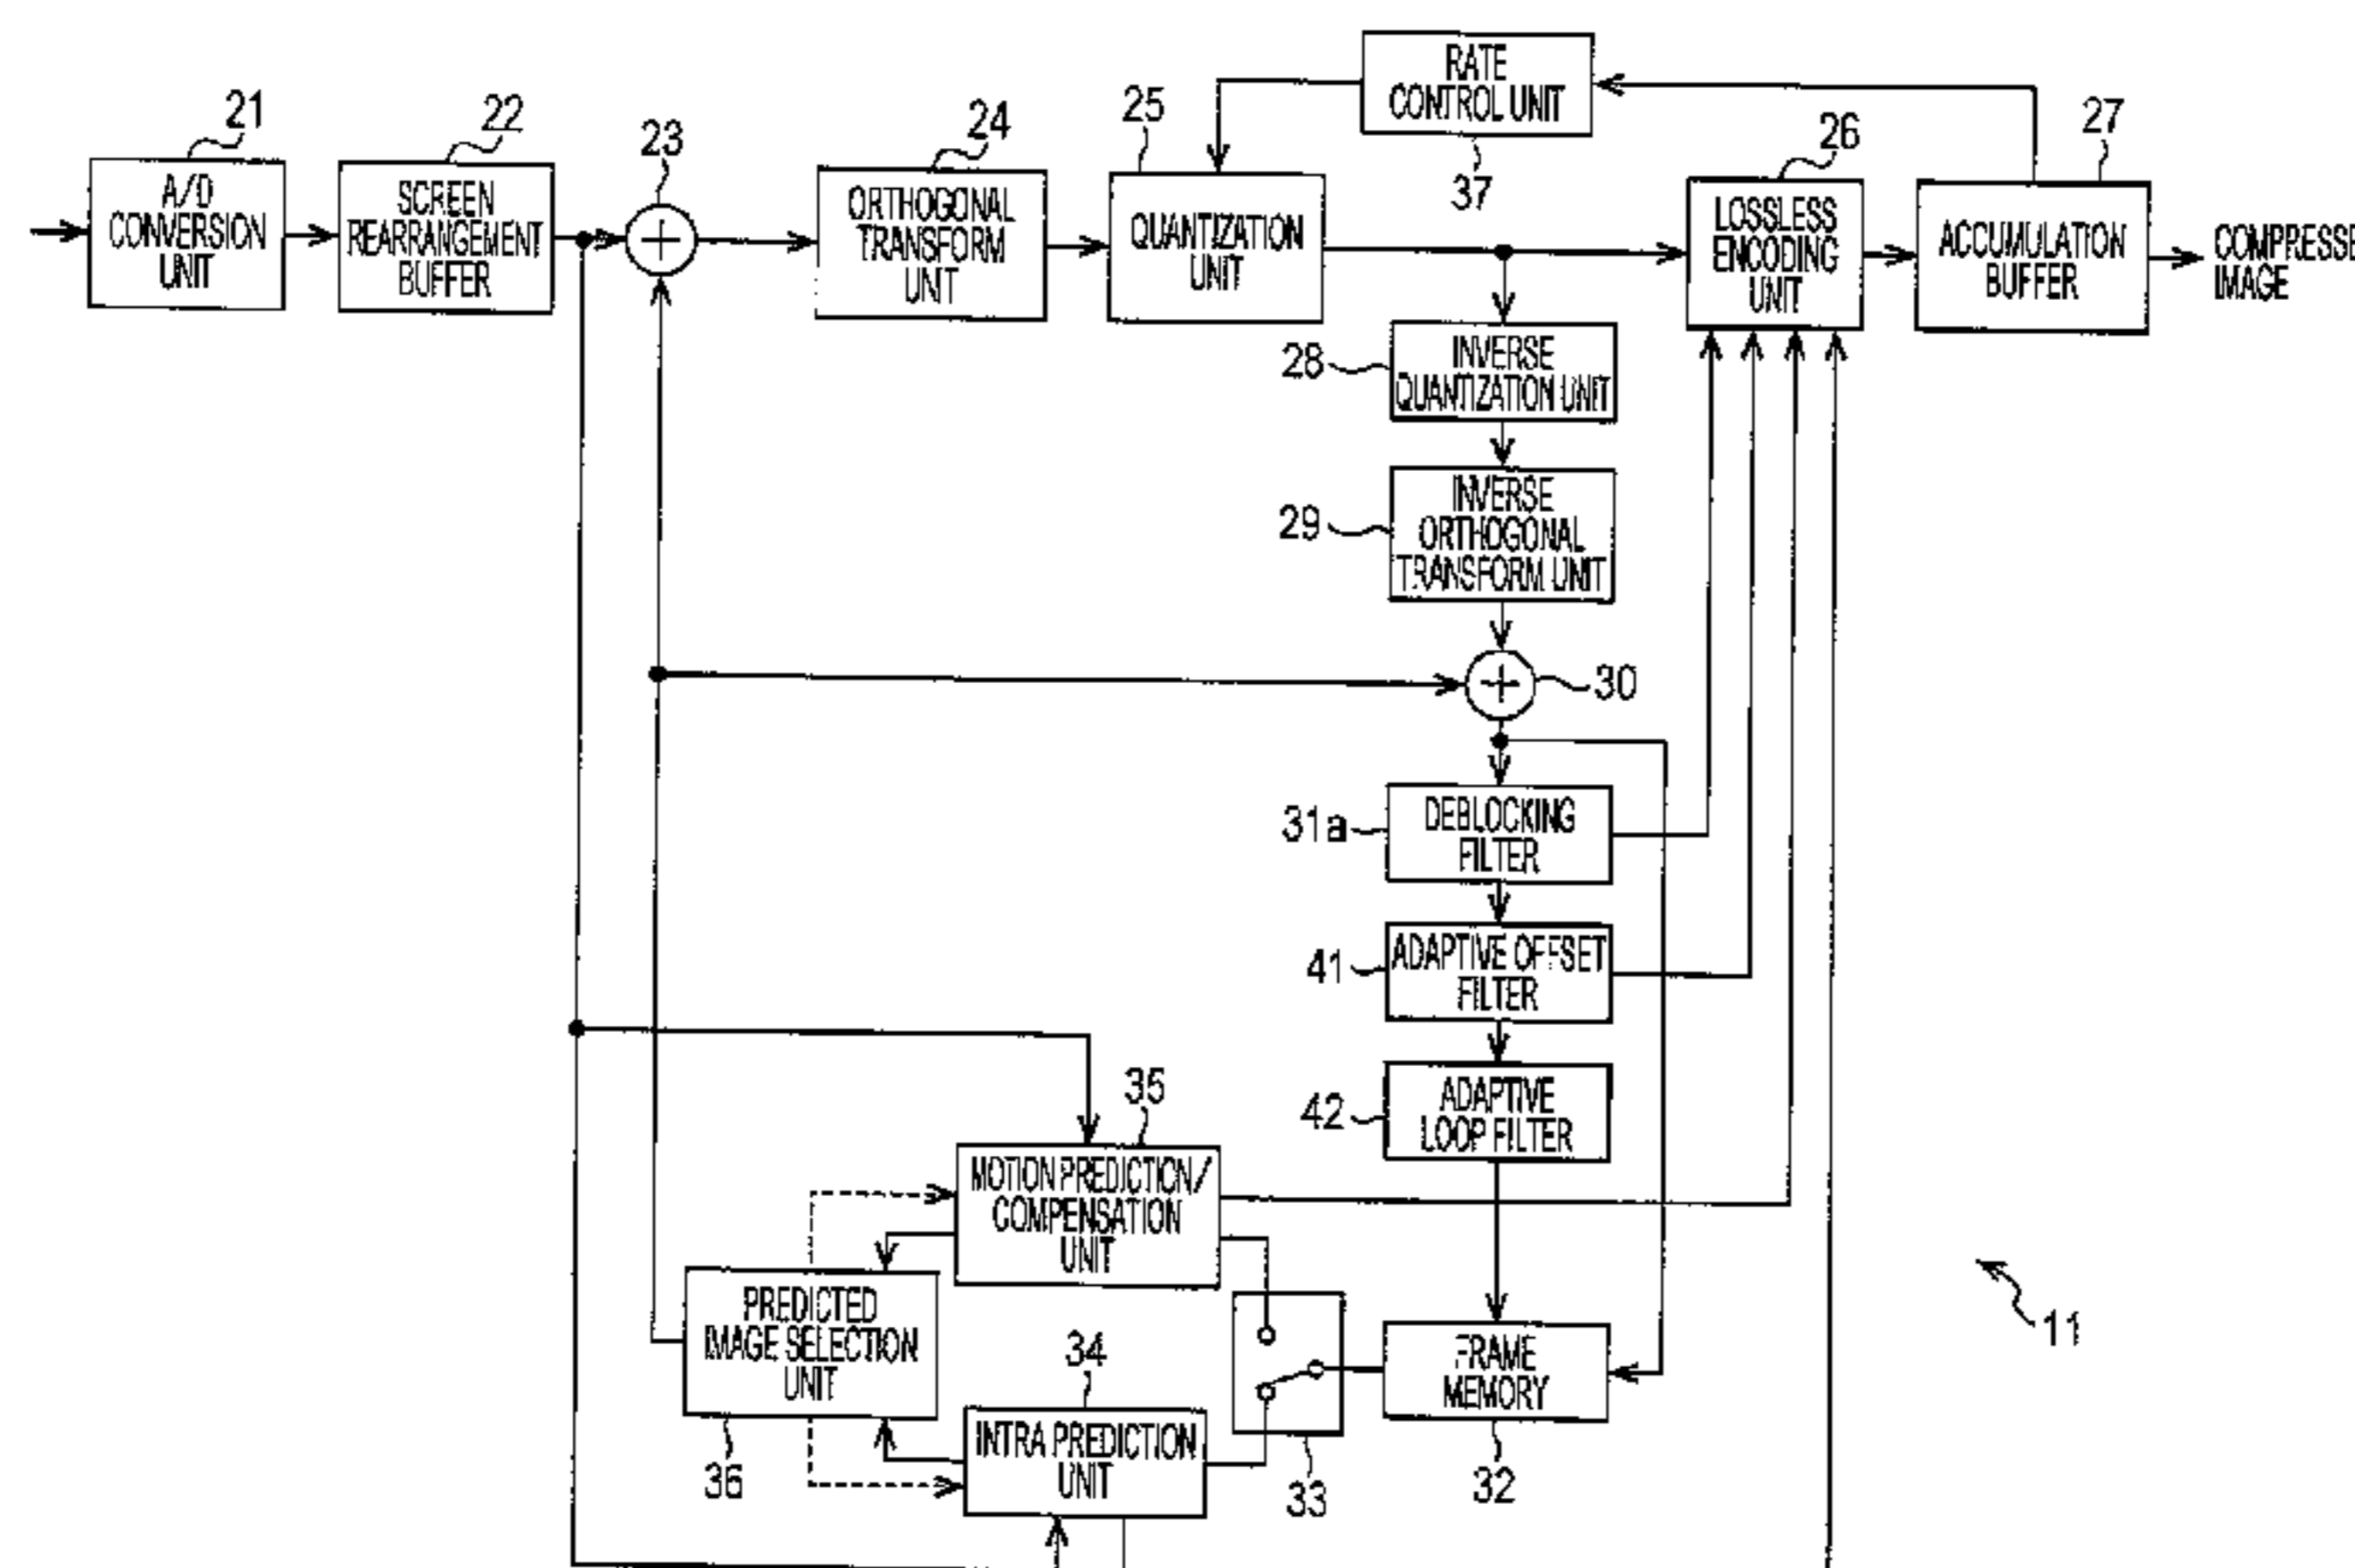 21
A/D
CONVERSION
UNIT
22
SCREEN
REARRANGEMENT
BUFFER
23
24
ORTHOGONAL
TRANSFORM
UNIT
25
QUANTIZATION
UNIT
RATE
CONTROL UNIT
37
26
LOSSLESS
ENCODING
UNIT
27
ACCUMULATION
BUFFER
COMPRESSE
IMAGE
28
INVERSE
QUANTIZATION UNIT
29
INVERSE
ORTHOGONAL
TRANSFORM UNIT
30
31a
DEBLOCKING
FILTER
41
ADAPTIVE OFFSET
FILTER
42
ADAPTIVE
LOOP FILTER
35
MOTION PREDICTION/
COMPENSATION
UNIT
PREDICTED
IMAGE SELECTION
UNIT
36
34
INTRA PREDICTION
UNIT
33
FRAME
MEMORY
32
11